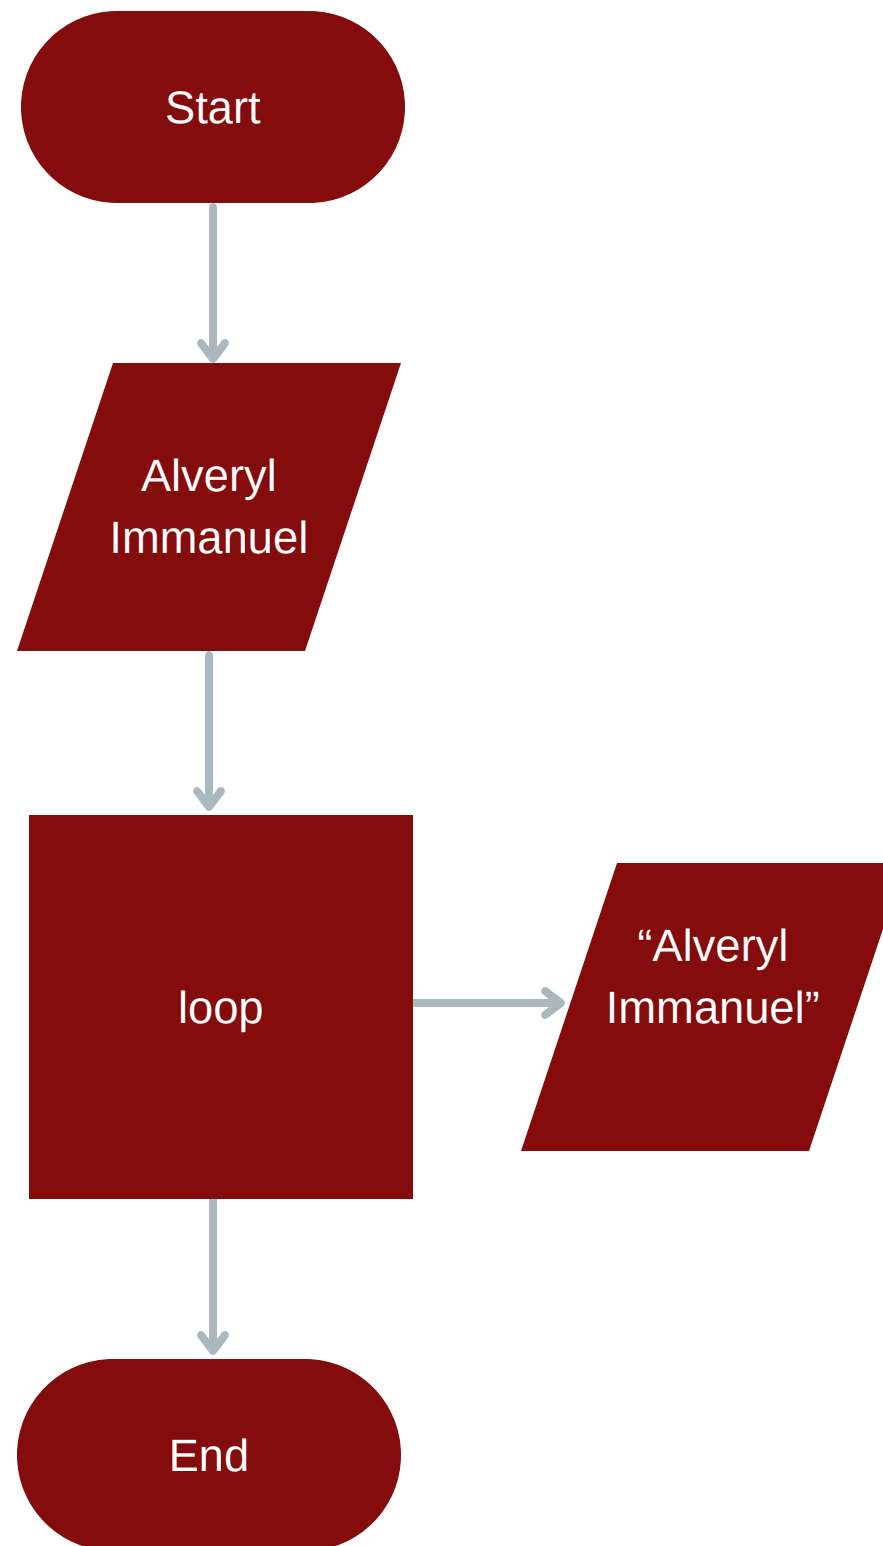 Start
Alveryl
Immanuel
loop
“Alveryl
Immanuel”
End